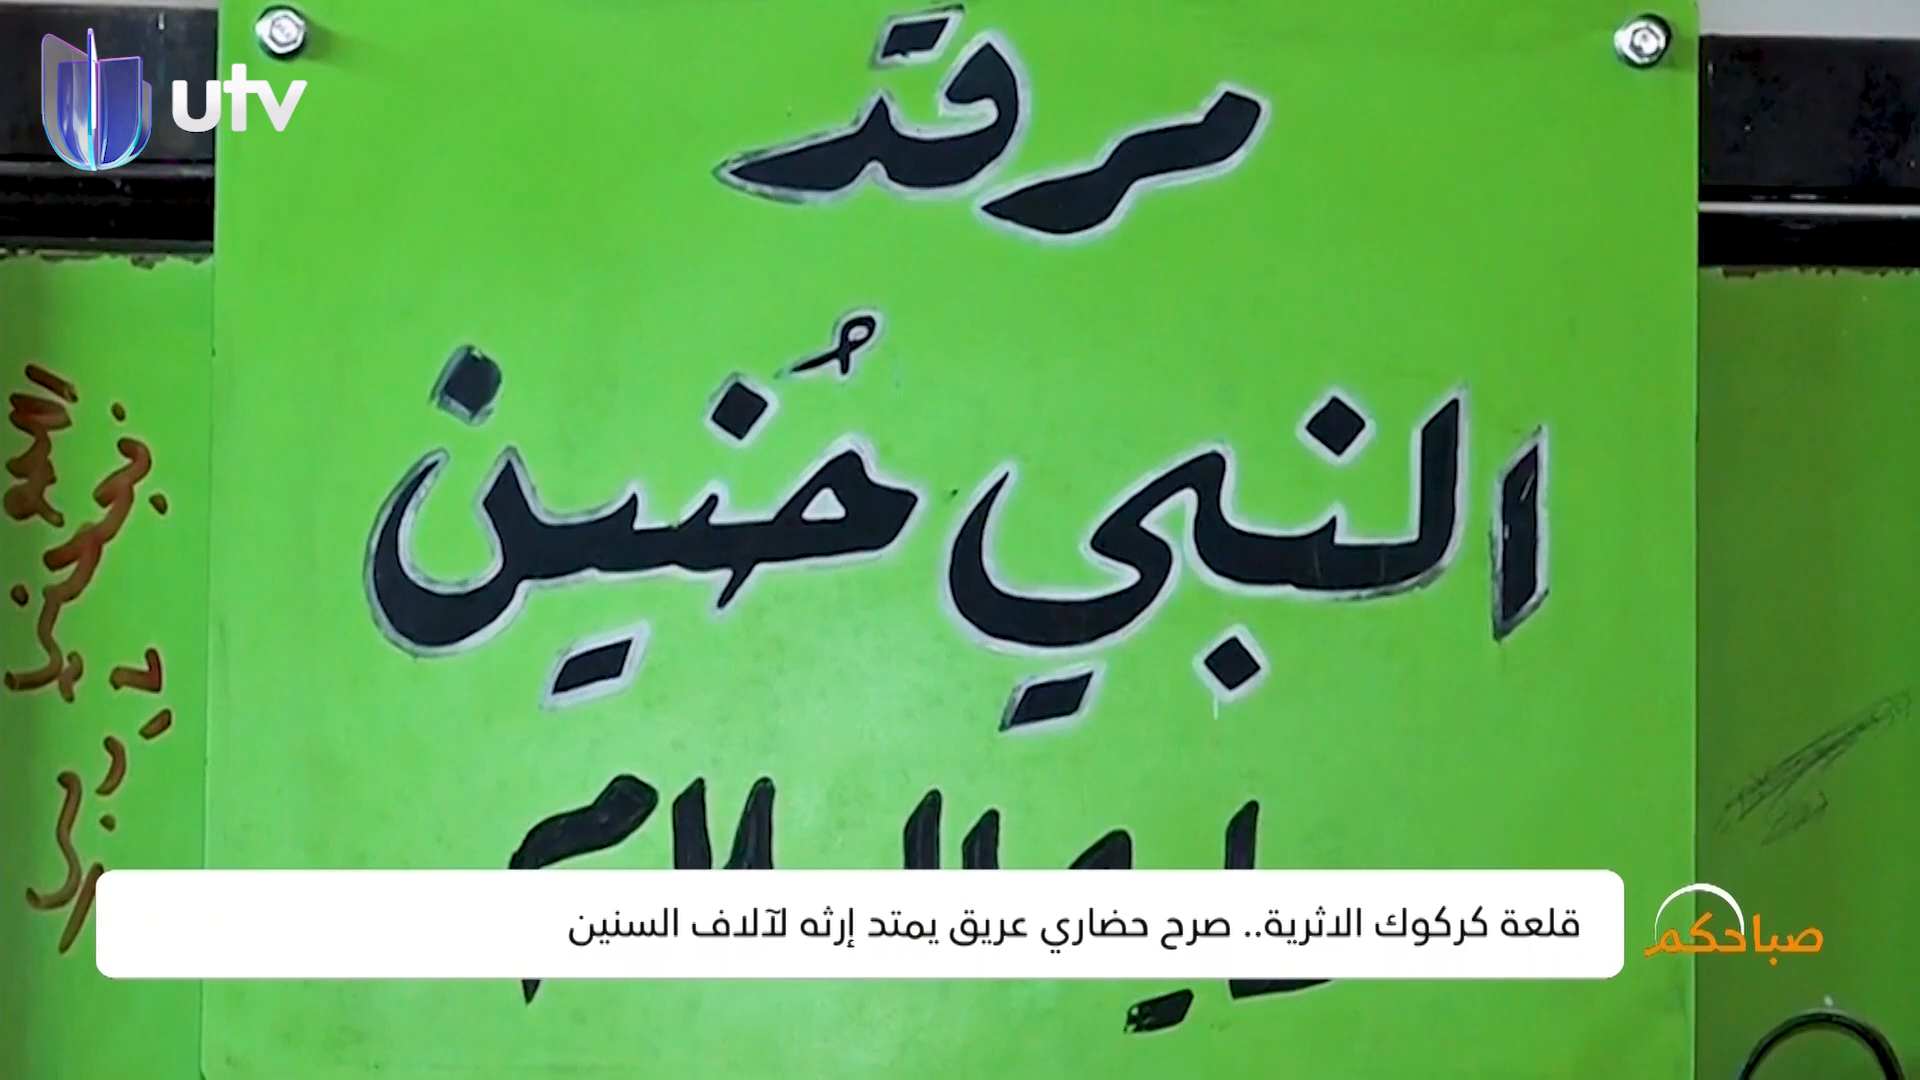 utv
مرقد
النبي حُنين
قلعة كركوك الاثرية.. صرح حضاري عريق يمتد إرثه لآلاف السنين
صباحكم